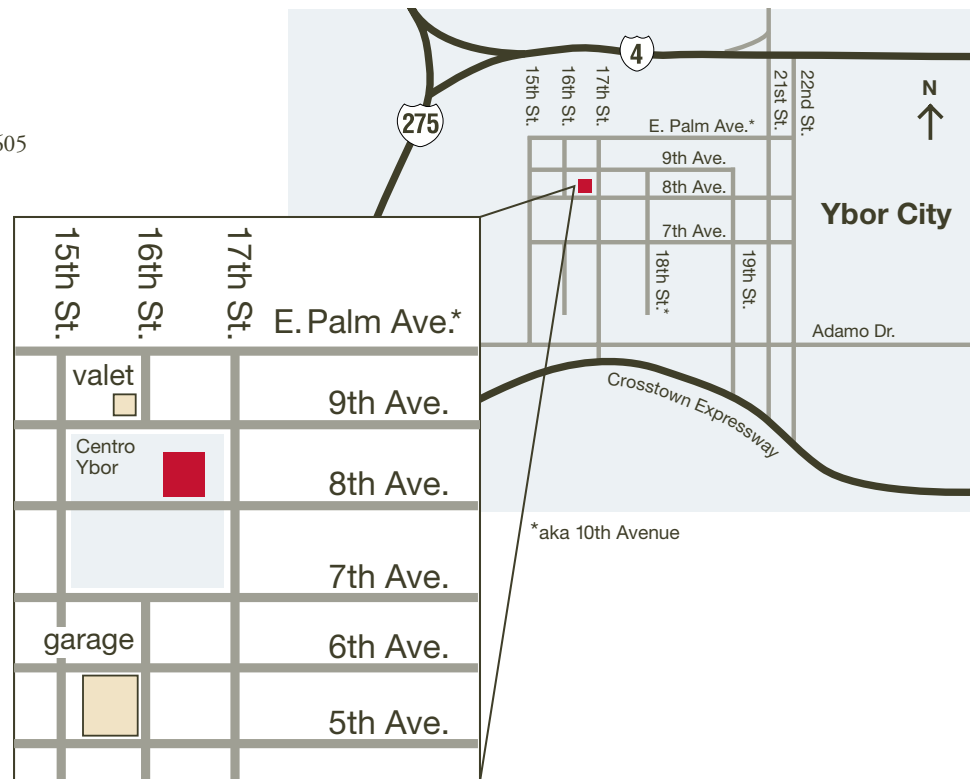 605
4
275
15th St.
16th St.
17th St.
21st St.
22nd St.
N
E. Palm Ave.*
9th Ave.
8th Ave.
Ybor City
7th Ave.
18th St.*
19th St.
Adamo Dr.
Crosstown Expressway
*aka 10th Avenue
15th St.
16th St.
17th St.
E. Palm Ave.*
valet
9th Ave.
Centro
Ybor
8th Ave.
7th Ave.
garage
6th Ave.
5th Ave.